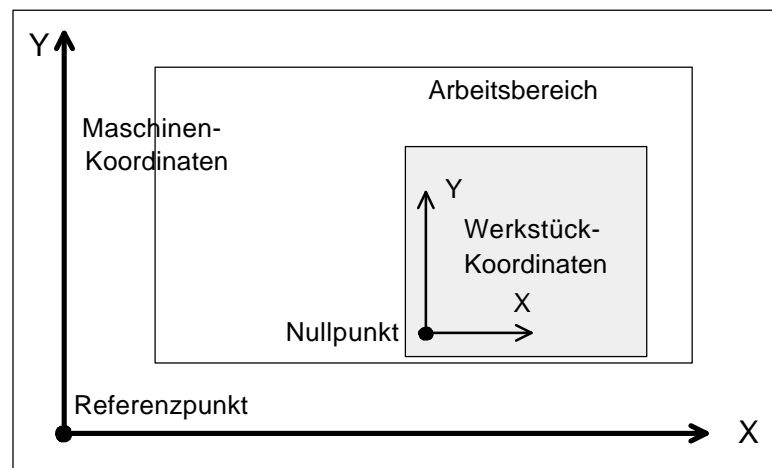 Y
Arbeitsbereich
Maschinen-
Koordinaten
Y
Werkstück-
Koordinaten
X
Nullpunkt
Referenzpunkt
X